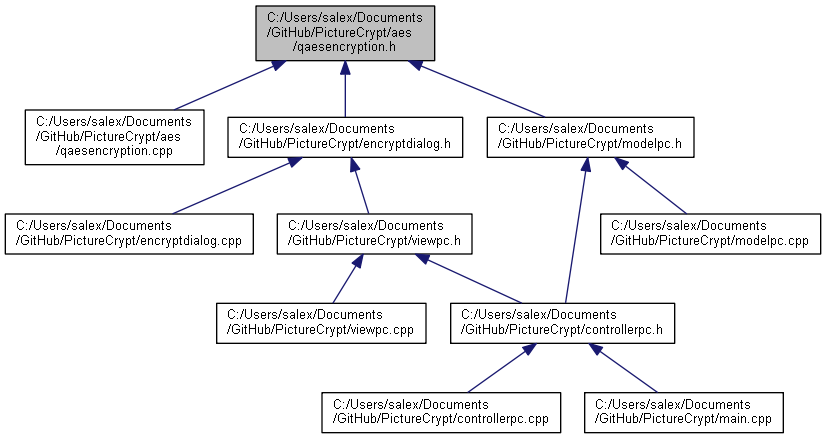 C:/Users/salex/Documents
/GitHub/PictureCrypt/aes
/qaesencryption.h
C:/Users/salex/Documents
/GitHub/PictureCrypt/aes
/qaesencryption.cpp
C:/Users/salex/Documents
/GitHub/PictureCrypt/encryptdialog.h
C:/Users/salex/Documents
/GitHub/PictureCrypt/modelpc.h
C:/Users/salex/Documents
/GitHub/PictureCrypt/encryptdialog.cpp
C:/Users/salex/Documents
/GitHub/PictureCrypt/viewpc.h
C:/Users/salex/Documents
/GitHub/PictureCrypt/modelpc.cpp
C:/Users/salex/Documents
/GitHub/PictureCrypt/viewpc.cpp
C:/Users/salex/Documents
/GitHub/PictureCrypt/controllerpc.h
C:/Users/salex/Documents
/GitHub/PictureCrypt/controllerpc.cpp
C:/Users/salex/Documents
/GitHub/PictureCrypt/main.cpp